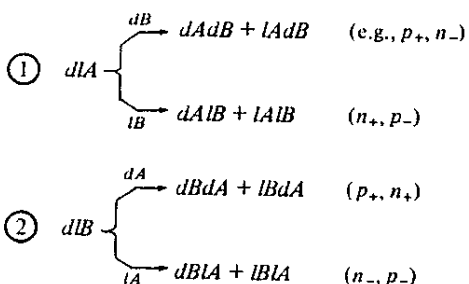 dB
dAdB + lAdB (e.g., p₊, n₋)
① dlA
lB
dAlB + lAlB (n₊, p₋)
dA
dBdA + lBdA (p₊, n₊)
② dlB
lA
dBlA + lBlA (n₋, p₋)